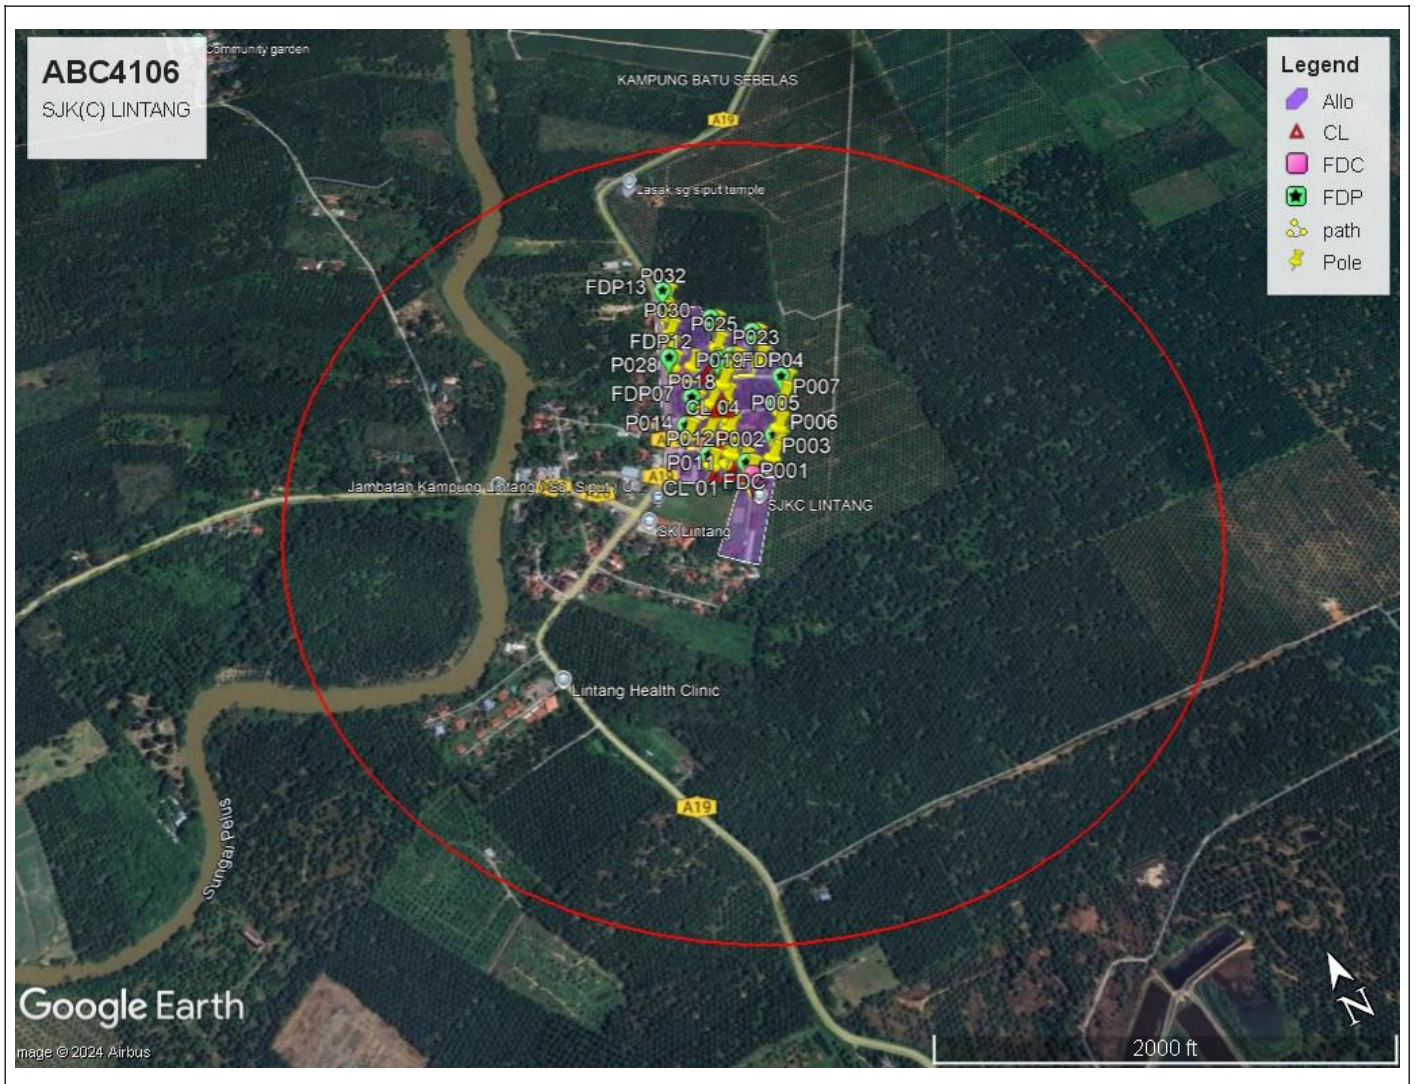 ABC4106
SJK(C) LINTANG
Community garden
KAMPUNG BATU SEBELAS
A19
Lasak sg siput temple
Legend
Allo
CL
FDC
FDP
path
Pole
P032
FDP13
P030
P025
P023
FDP12
P019
FDP04
P028
P018
P007
FDP07
CL 04
P005
P014
P006
P012
P002
P003
P011
FDC
P001
CL 01
SJKC LINTANG
Jambatan Kampung Lintang
SK Lintang
Lintang Health Clinic
A19
Sungai Pelus
Google Earth
Image © 2024 Airbus
N
2000 ft